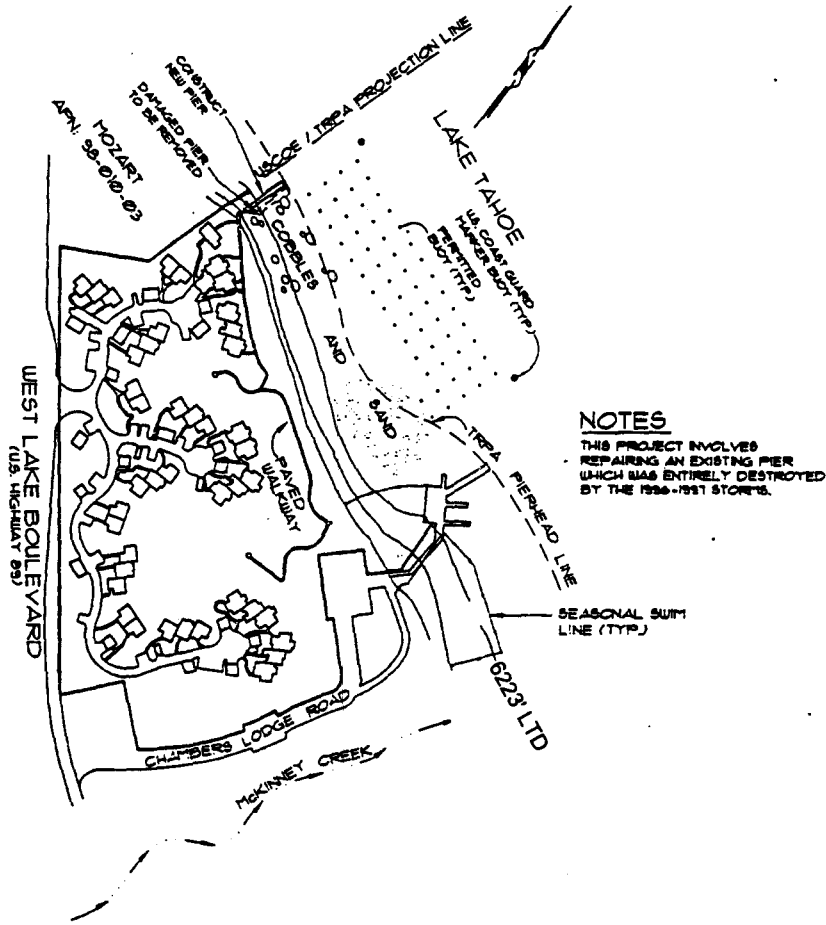 CONSTRUCT
NEW PIER
DAMAGED PIER
TO BE REMOVED
MOZART
APN: 98-010-03
USCOE / TRPA PROJECTION LINE
LAKE TAHOE
U.S. COAST GUARD
MARKER BUOY (TYP.)
PERMITTED
BUOY (TYP.)
COBBLES
AND
SAND
PAVED
WALKWAY
WEST LAKE BOULEVARD
(U.S. HIGHWAY 89)
TRPA PIERHEAD LINE
NOTES
THIS PROJECT INVOLVES
REPAIRING AN EXISTING PIER
WHICH WAS ENTIRELY DESTROYED
BY THE 1996-1997 STORMS.
SEASONAL SWIM
LINE (TYP.)
6223' LTD
CHAMBERS LODGE ROAD
McKINNEY CREEK